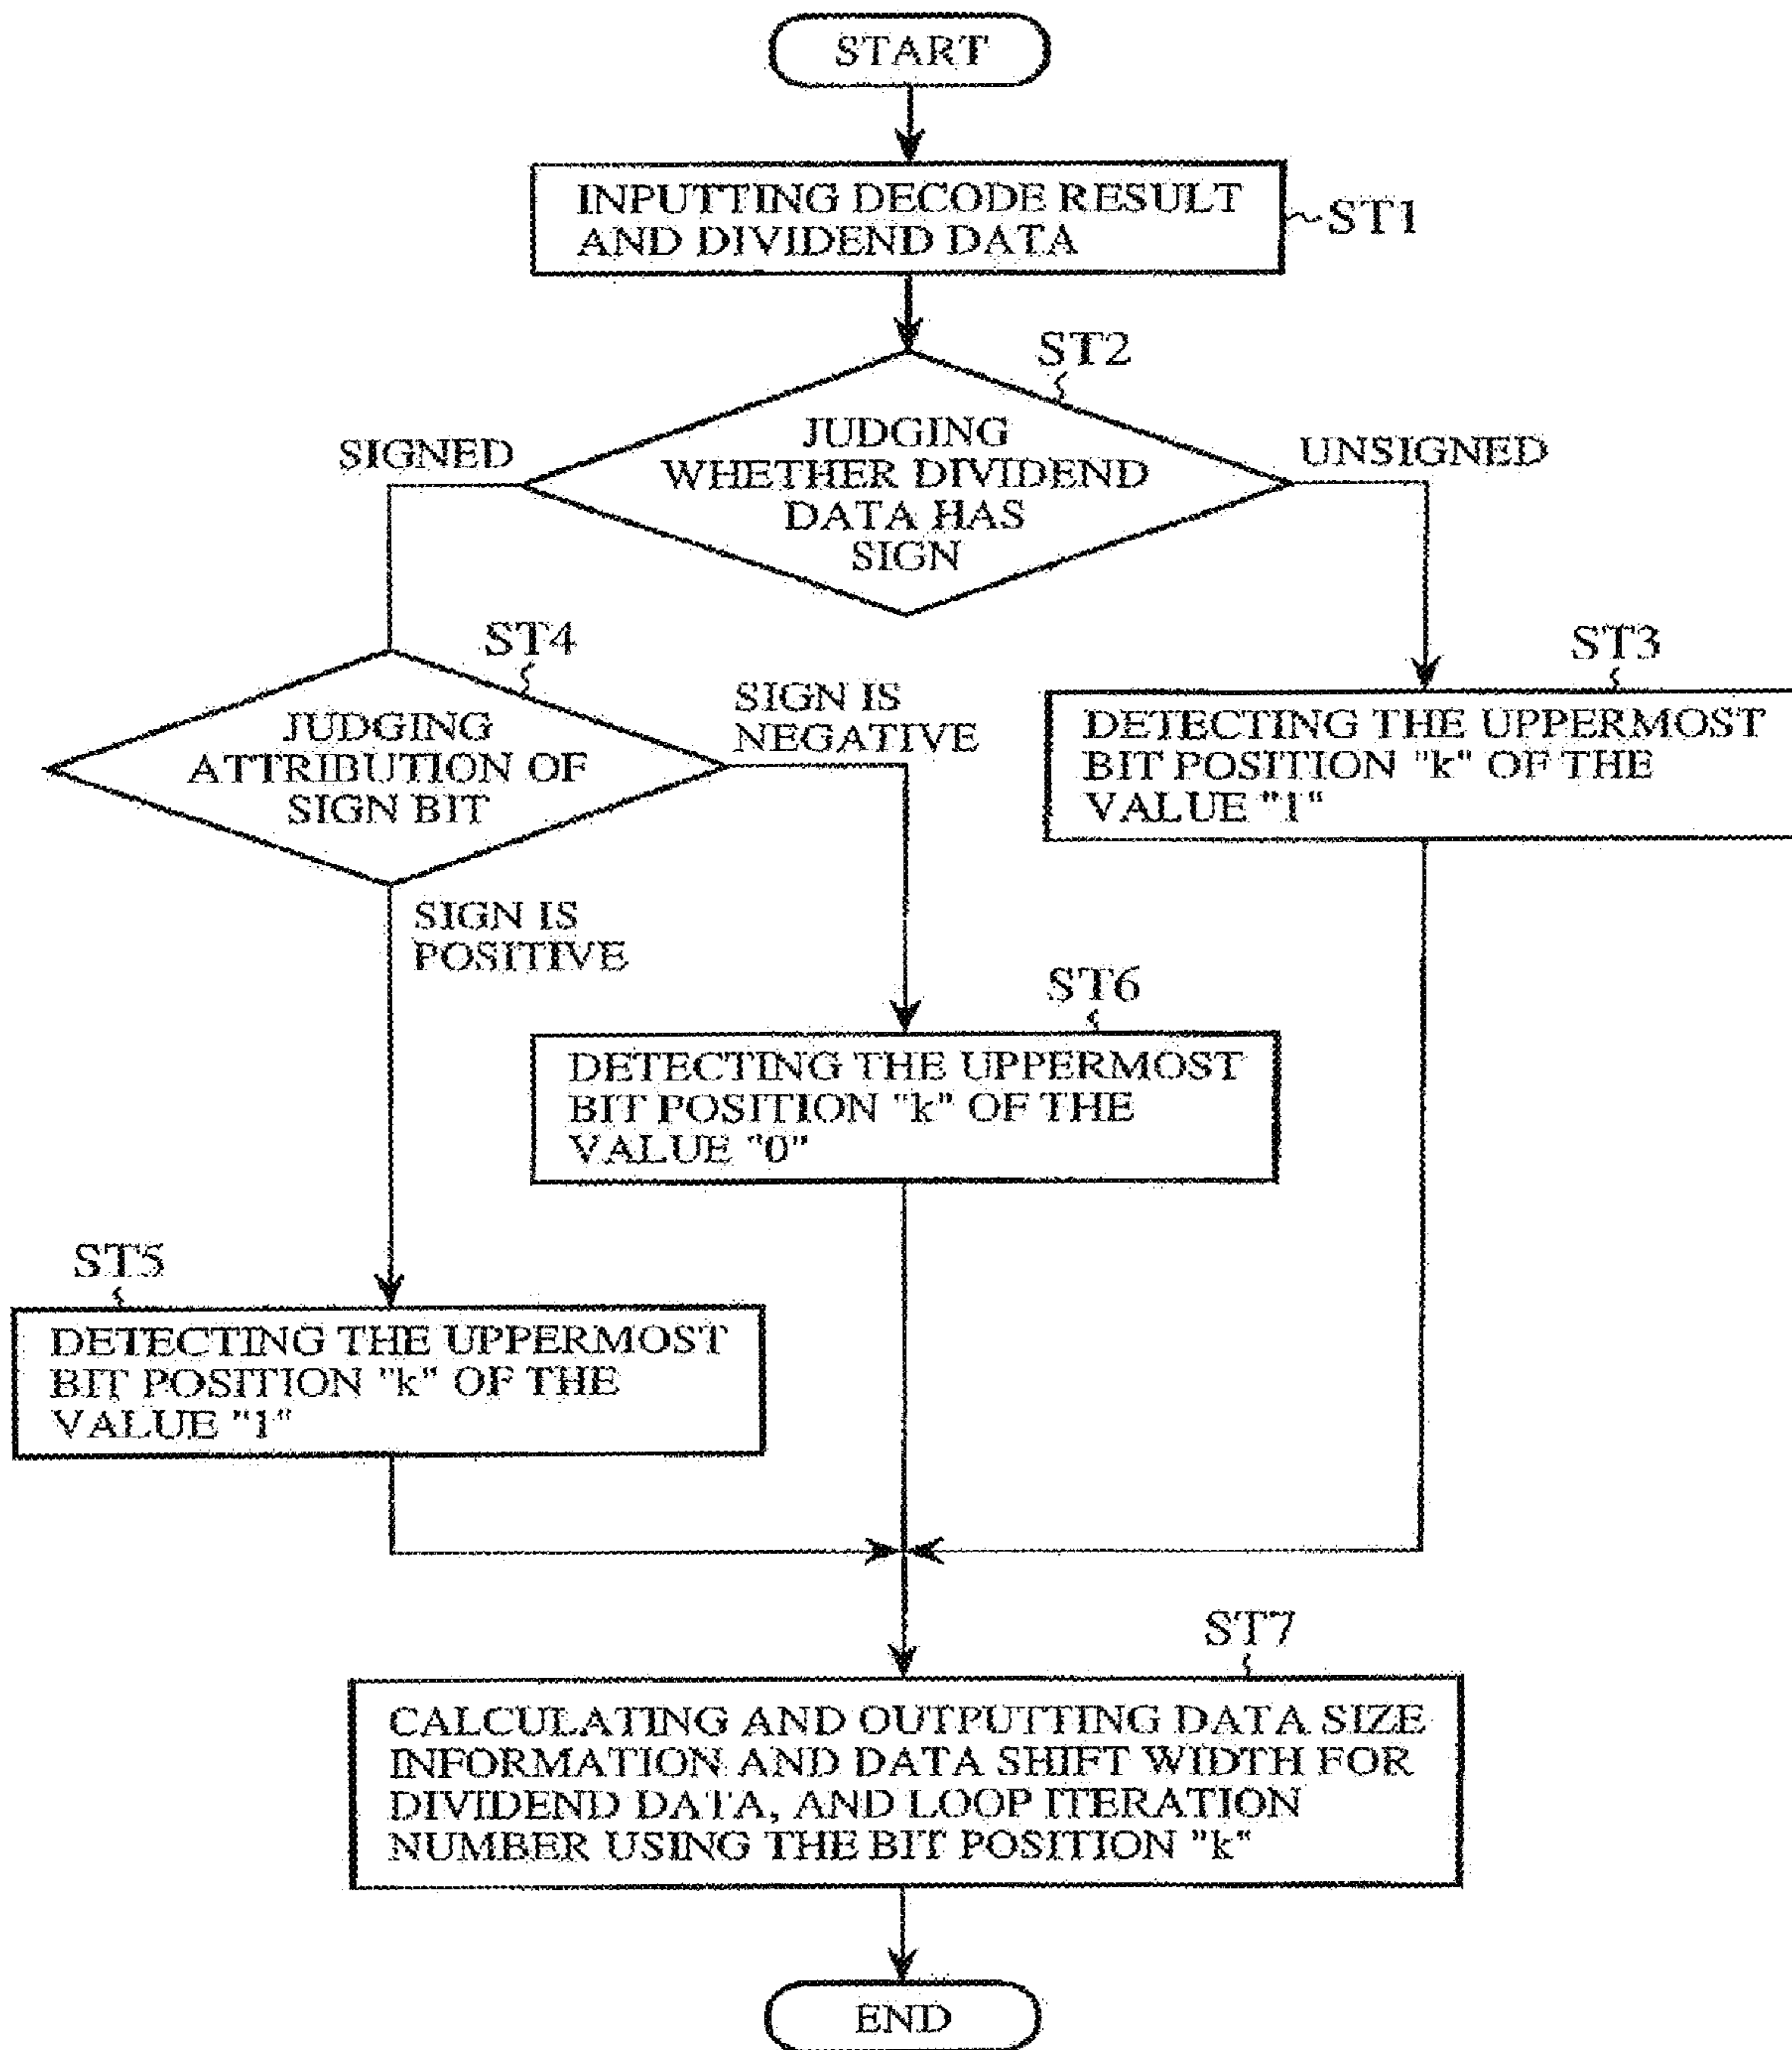 START
INPUTTING DECODE RESULT
AND DIVIDEND DATA
ST1
ST2
JUDGING
WHETHER DIVIDEND
DATA HAS
SIGN
SIGNED
UNSIGNED
ST4
JUDGING
ATTRIBUTION OF
SIGN BIT
SIGN IS
NEGATIVE
ST3
DETECTING THE UPPERMOST
BIT POSITION "k" OF THE
VALUE "1"
SIGN IS
POSITIVE
ST6
DETECTING THE UPPERMOST
BIT POSITION "k" OF THE
VALUE "0"
ST5
DETECTING THE UPPERMOST
BIT POSITION "k" OF THE
VALUE "1"
ST7
CALCULATING AND OUTPUTTING DATA SIZE
INFORMATION AND DATA SHIFT WIDTH FOR
DIVIDEND DATA, AND LOOP ITERATION
NUMBER USING THE BIT POSITION "k"
END